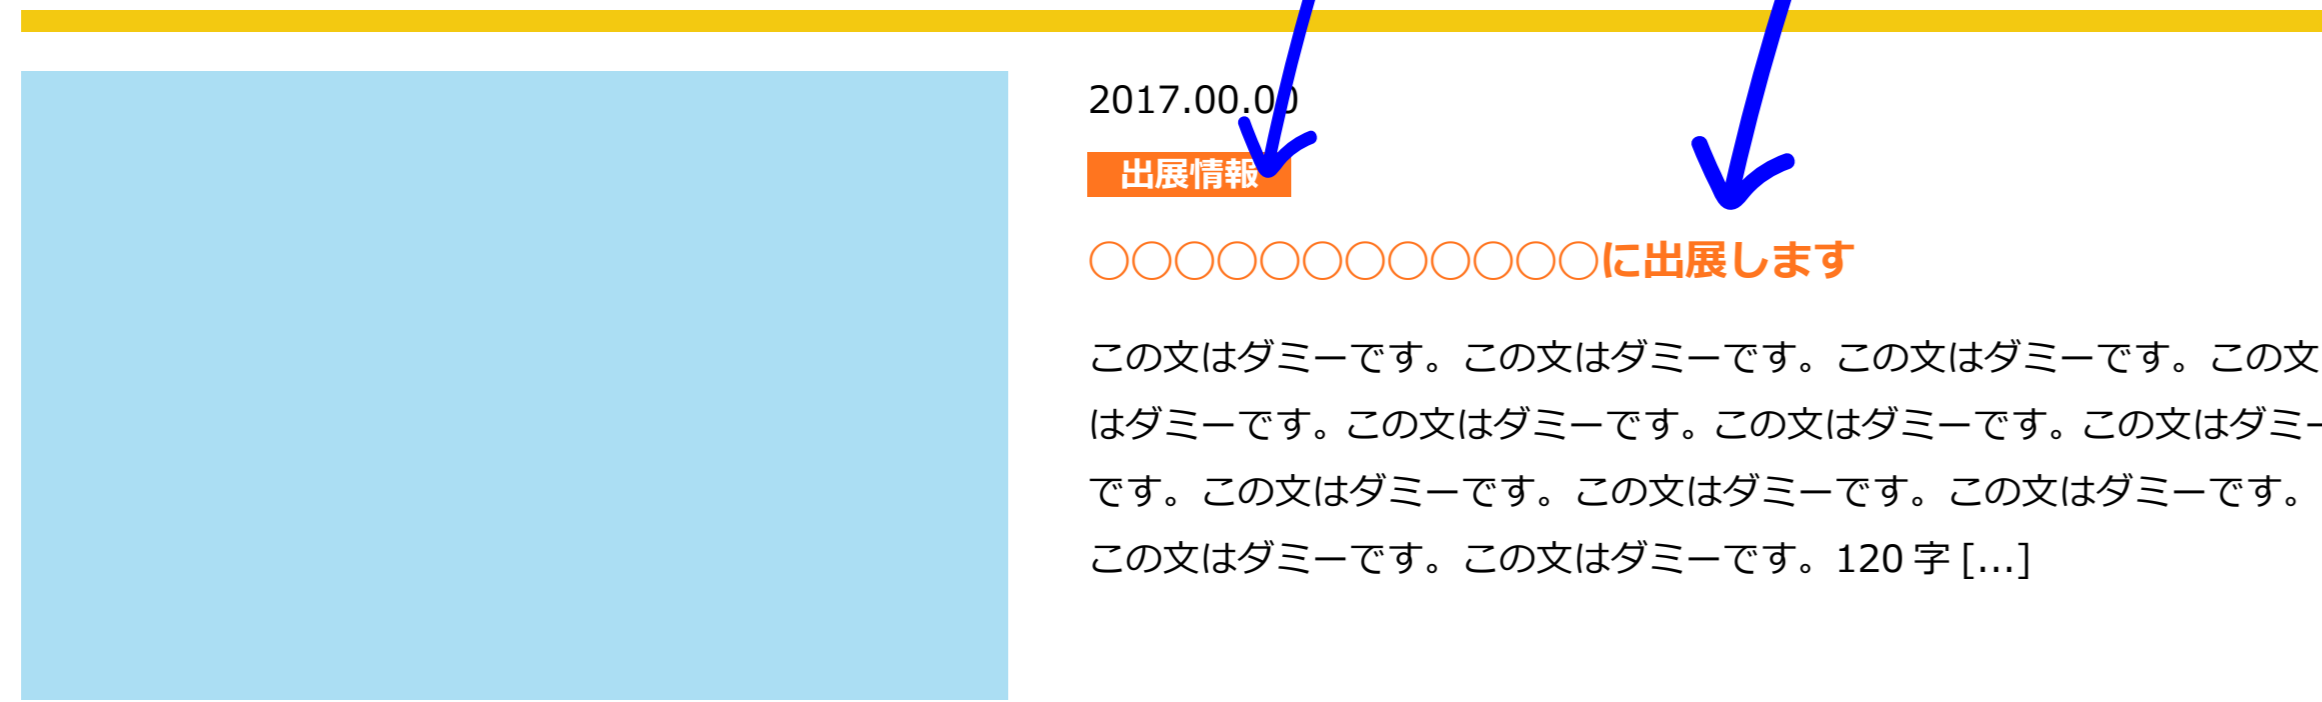 2017.00.00
出展情報
○○○○○○○○○○○○に出展します
この文はダミーです。この文はダミーです。この文はダミーです。この文
はダミーです。この文はダミーです。この文はダミーです。この文はダミー
です。この文はダミーです。この文はダミーです。この文はダミーです。
この文はダミーです。この文はダミーです。120 字 [...]